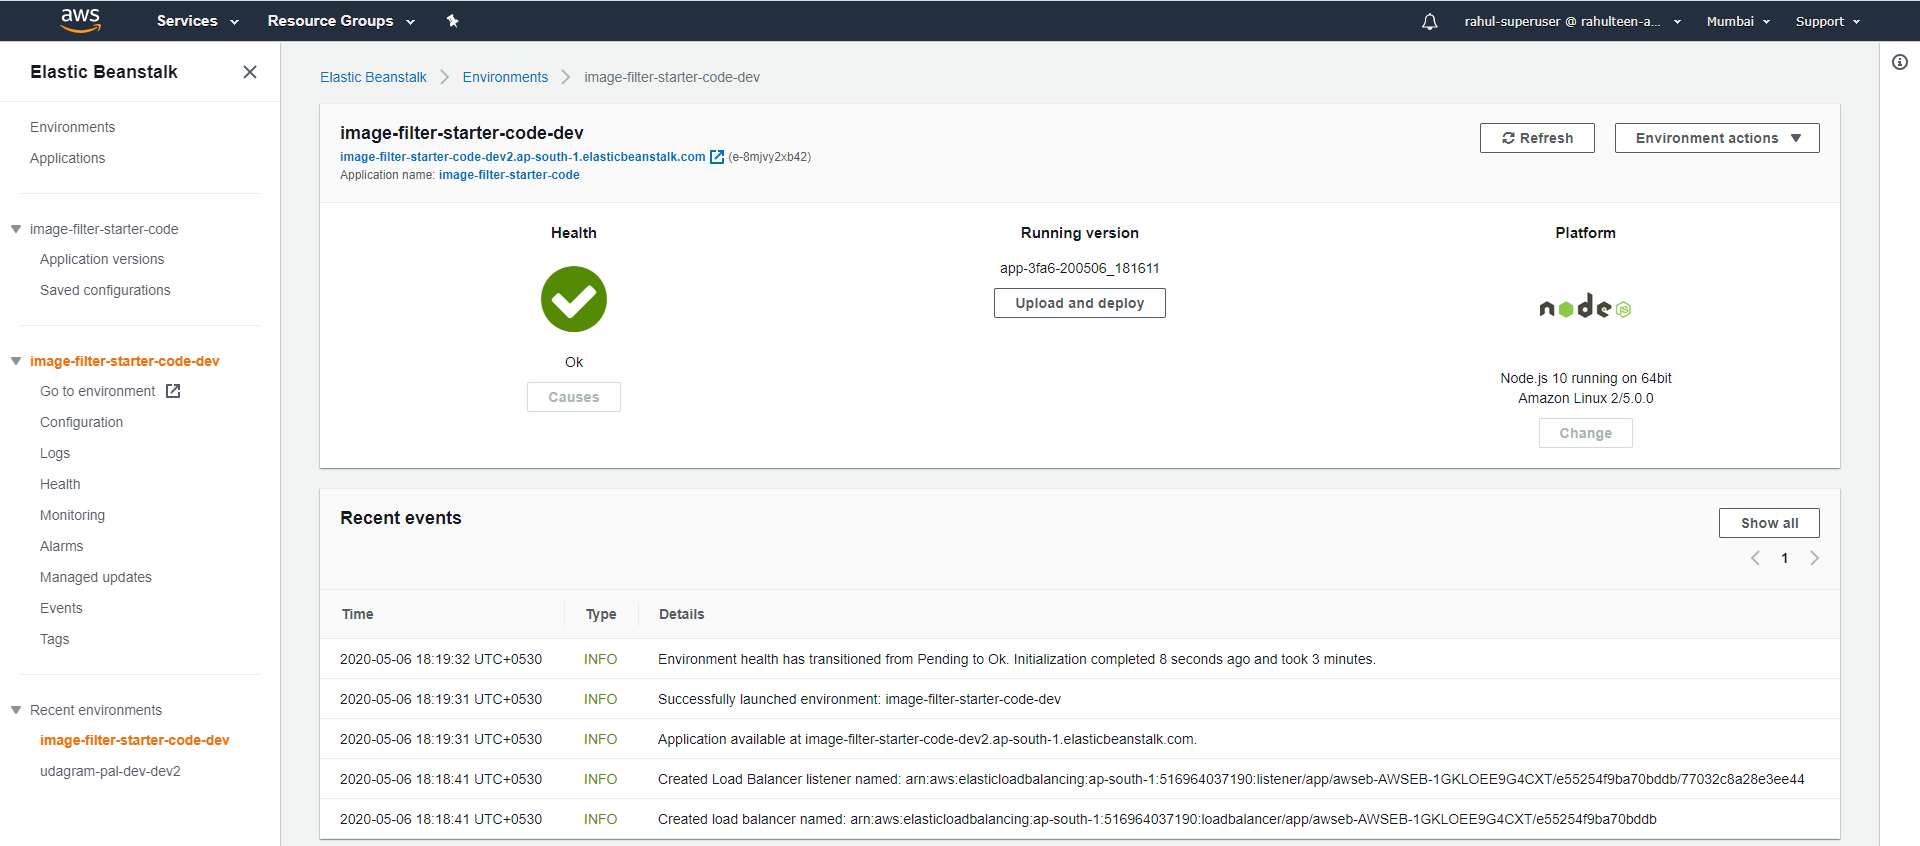 aws Services Resource Groups rahul-superuser @ rahulteen-a... Mumbai Support
Elastic Beanstalk
Environments
Applications
image-filter-starter-code
Application versions
Saved configurations
image-filter-starter-code-dev
Go to environment
Configuration
Logs
Health
Monitoring
Alarms
Managed updates
Events
Tags
Recent environments
image-filter-starter-code-dev
udagram-pal-dev-dev2
Elastic Beanstalk Environments image-filter-starter-code-dev
image-filter-starter-code-dev
image-filter-starter-code-dev2.ap-south-1.elasticbeanstalk.com (e-8mjvy2xb42)
Application name: image-filter-starter-code
Refresh Environment actions
Health
Ok
Causes
Running version
app-3fa6-200506_181611
Upload and deploy
Platform
node JS
Node.js 10 running on 64bit
Amazon Linux 2/5.0.0
Change
Recent events
Show all
1
Time Type Details
2020-05-06 18:19:32 UTC+0530 INFO Environment health has transitioned from Pending to Ok. Initialization completed 8 seconds ago and took 3 minutes.
2020-05-06 18:19:31 UTC+0530 INFO Successfully launched environment: image-filter-starter-code-dev
2020-05-06 18:19:31 UTC+0530 INFO Application available at image-filter-starter-code-dev2.ap-south-1.elasticbeanstalk.com.
2020-05-06 18:18:41 UTC+0530 INFO Created Load Balancer listener named: arn:aws:elasticloadbalancing:ap-south-1:516964037190:listener/app/awseb-AWSEB-1GKLOEE9G4CXT/e55254f9ba70bddb/77032c8a28e3ee44
2020-05-06 18:18:41 UTC+0530 INFO Created load balancer named: arn:aws:elasticloadbalancing:ap-south-1:516964037190:loadbalancer/app/awseb-AWSEB-1GKLOEE9G4CXT/e55254f9ba70bddb